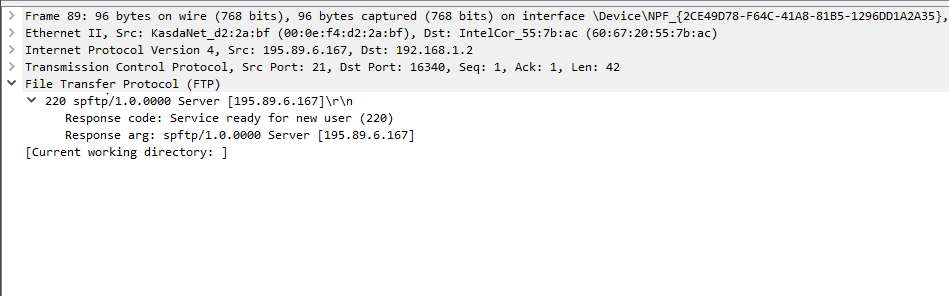 Frame 89: 96 bytes on wire (768 bits), 96 bytes captured (768 bits) on interface \Device\NPF_{2CE49D78-F64C-41A8-81B5-1296DD1A2A35},
Ethernet II, Src: KasdaNet_d2:2a:bf (00:0e:f4:d2:2a:bf), Dst: IntelCor_55:7b:ac (60:67:20:55:7b:ac)
Internet Protocol Version 4, Src: 195.89.6.167, Dst: 192.168.1.2
Transmission Control Protocol, Src Port: 21, Dst Port: 16340, Seq: 1, Ack: 1, Len: 42
File Transfer Protocol (FTP)
220 spftp/1.0.0000 Server [195.89.6.167]\r\n
Response code: Service ready for new user (220)
Response arg: spftp/1.0.0000 Server [195.89.6.167]
[Current working directory: ]